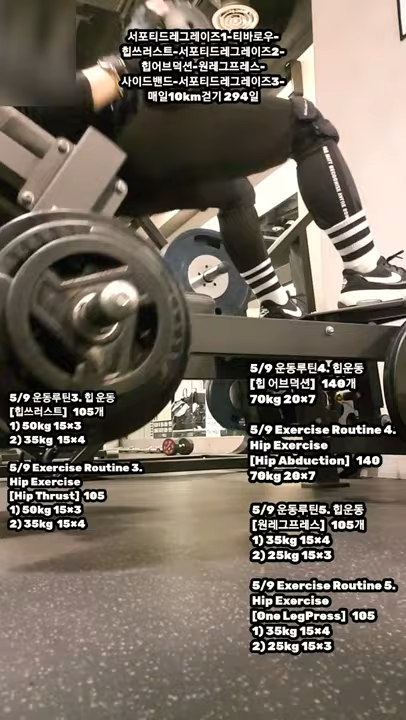 서포티드레그레이즈1-티바로우-
힙쓰러스트-서포티드레그레이즈2-
힙어브덕션-원레그프레스-
사이드밴드-서포티드레그레이즈3-
매일10km걷기 294일
5/9 운동루틴3. 힙 운동
[힙쓰러스트] 105개
1) 50kg 15×3
2) 35kg 15×4
5/9 Exercise Routine 3.
Hip Exercise
[Hip Thrust] 105
1) 50kg 15×3
2) 35kg 15×4
5/9 운동루틴4. 힙운동
[힙 어브덕션] 140개
70kg 20×7
5/9 Exercise Routine 4.
Hip Exercise
[Hip Abduction] 140
70kg 20×7
5/9 운동루틴5. 힙운동
[원레그프레스] 105개
1) 35kg 15×4
2) 25kg 15×3
5/9 Exercise Routine 5.
Hip Exercise
[One LegPress] 105
1) 35kg 15×4
2) 25kg 15×3